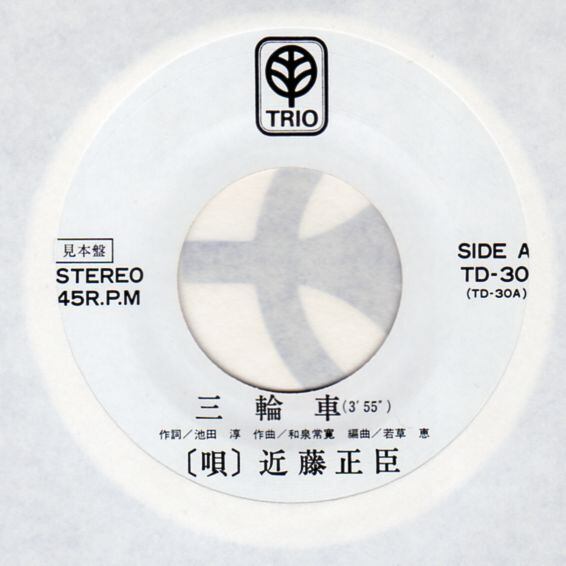 TRIO
見本盤
STEREO
45R.P.M
SIDE A
TD-30
(TD-30A)
三輪車(3′55″)
作詞／池田 淳 作曲／和泉常寛 編曲／若草 恵
〔唄〕近藤正臣